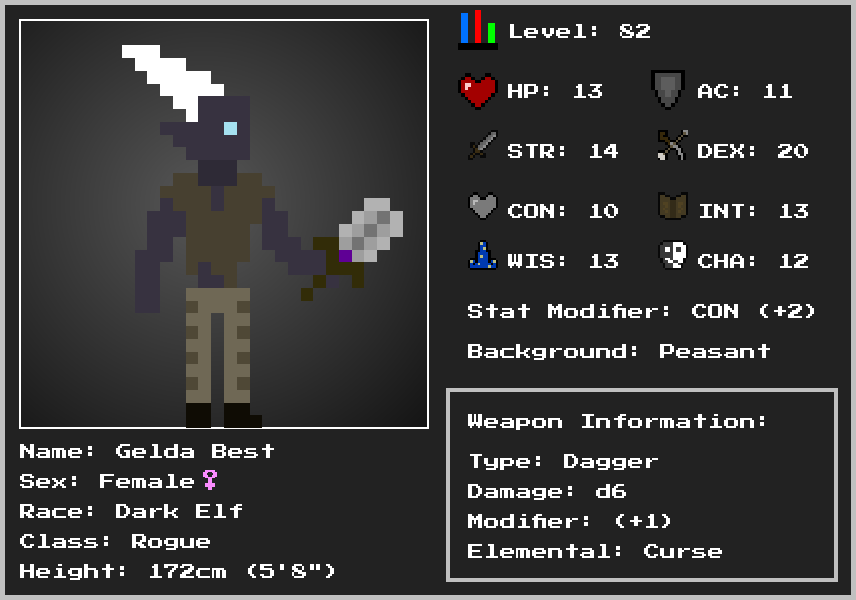 Level: 82
HP: 13
AC: 11
STR: 14
DEX: 20
CON: 10
INT: 13
WIS: 13
CHA: 12
Stat Modifier: CON (+2)
Background: Peasant
Weapon Information:
Type: Dagger
Damage: d6
Modifier: (+1)
Elemental: Curse
Name: Gelda Best
Sex: Female♀
Race: Dark Elf
Class: Rogue
Height: 172cm (5'8")